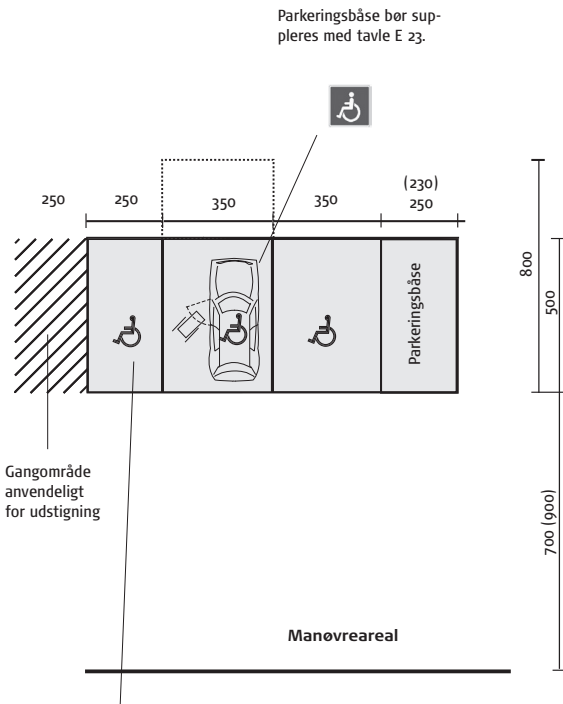 Parkeringsbåse bør sup-
pleres med tavle E 23.
250
250
350
350
(230)
250
800
500
Parkeringsbåse
Gangområde
anvendeligt
for udstigning
700 (900)
Manøvreareal